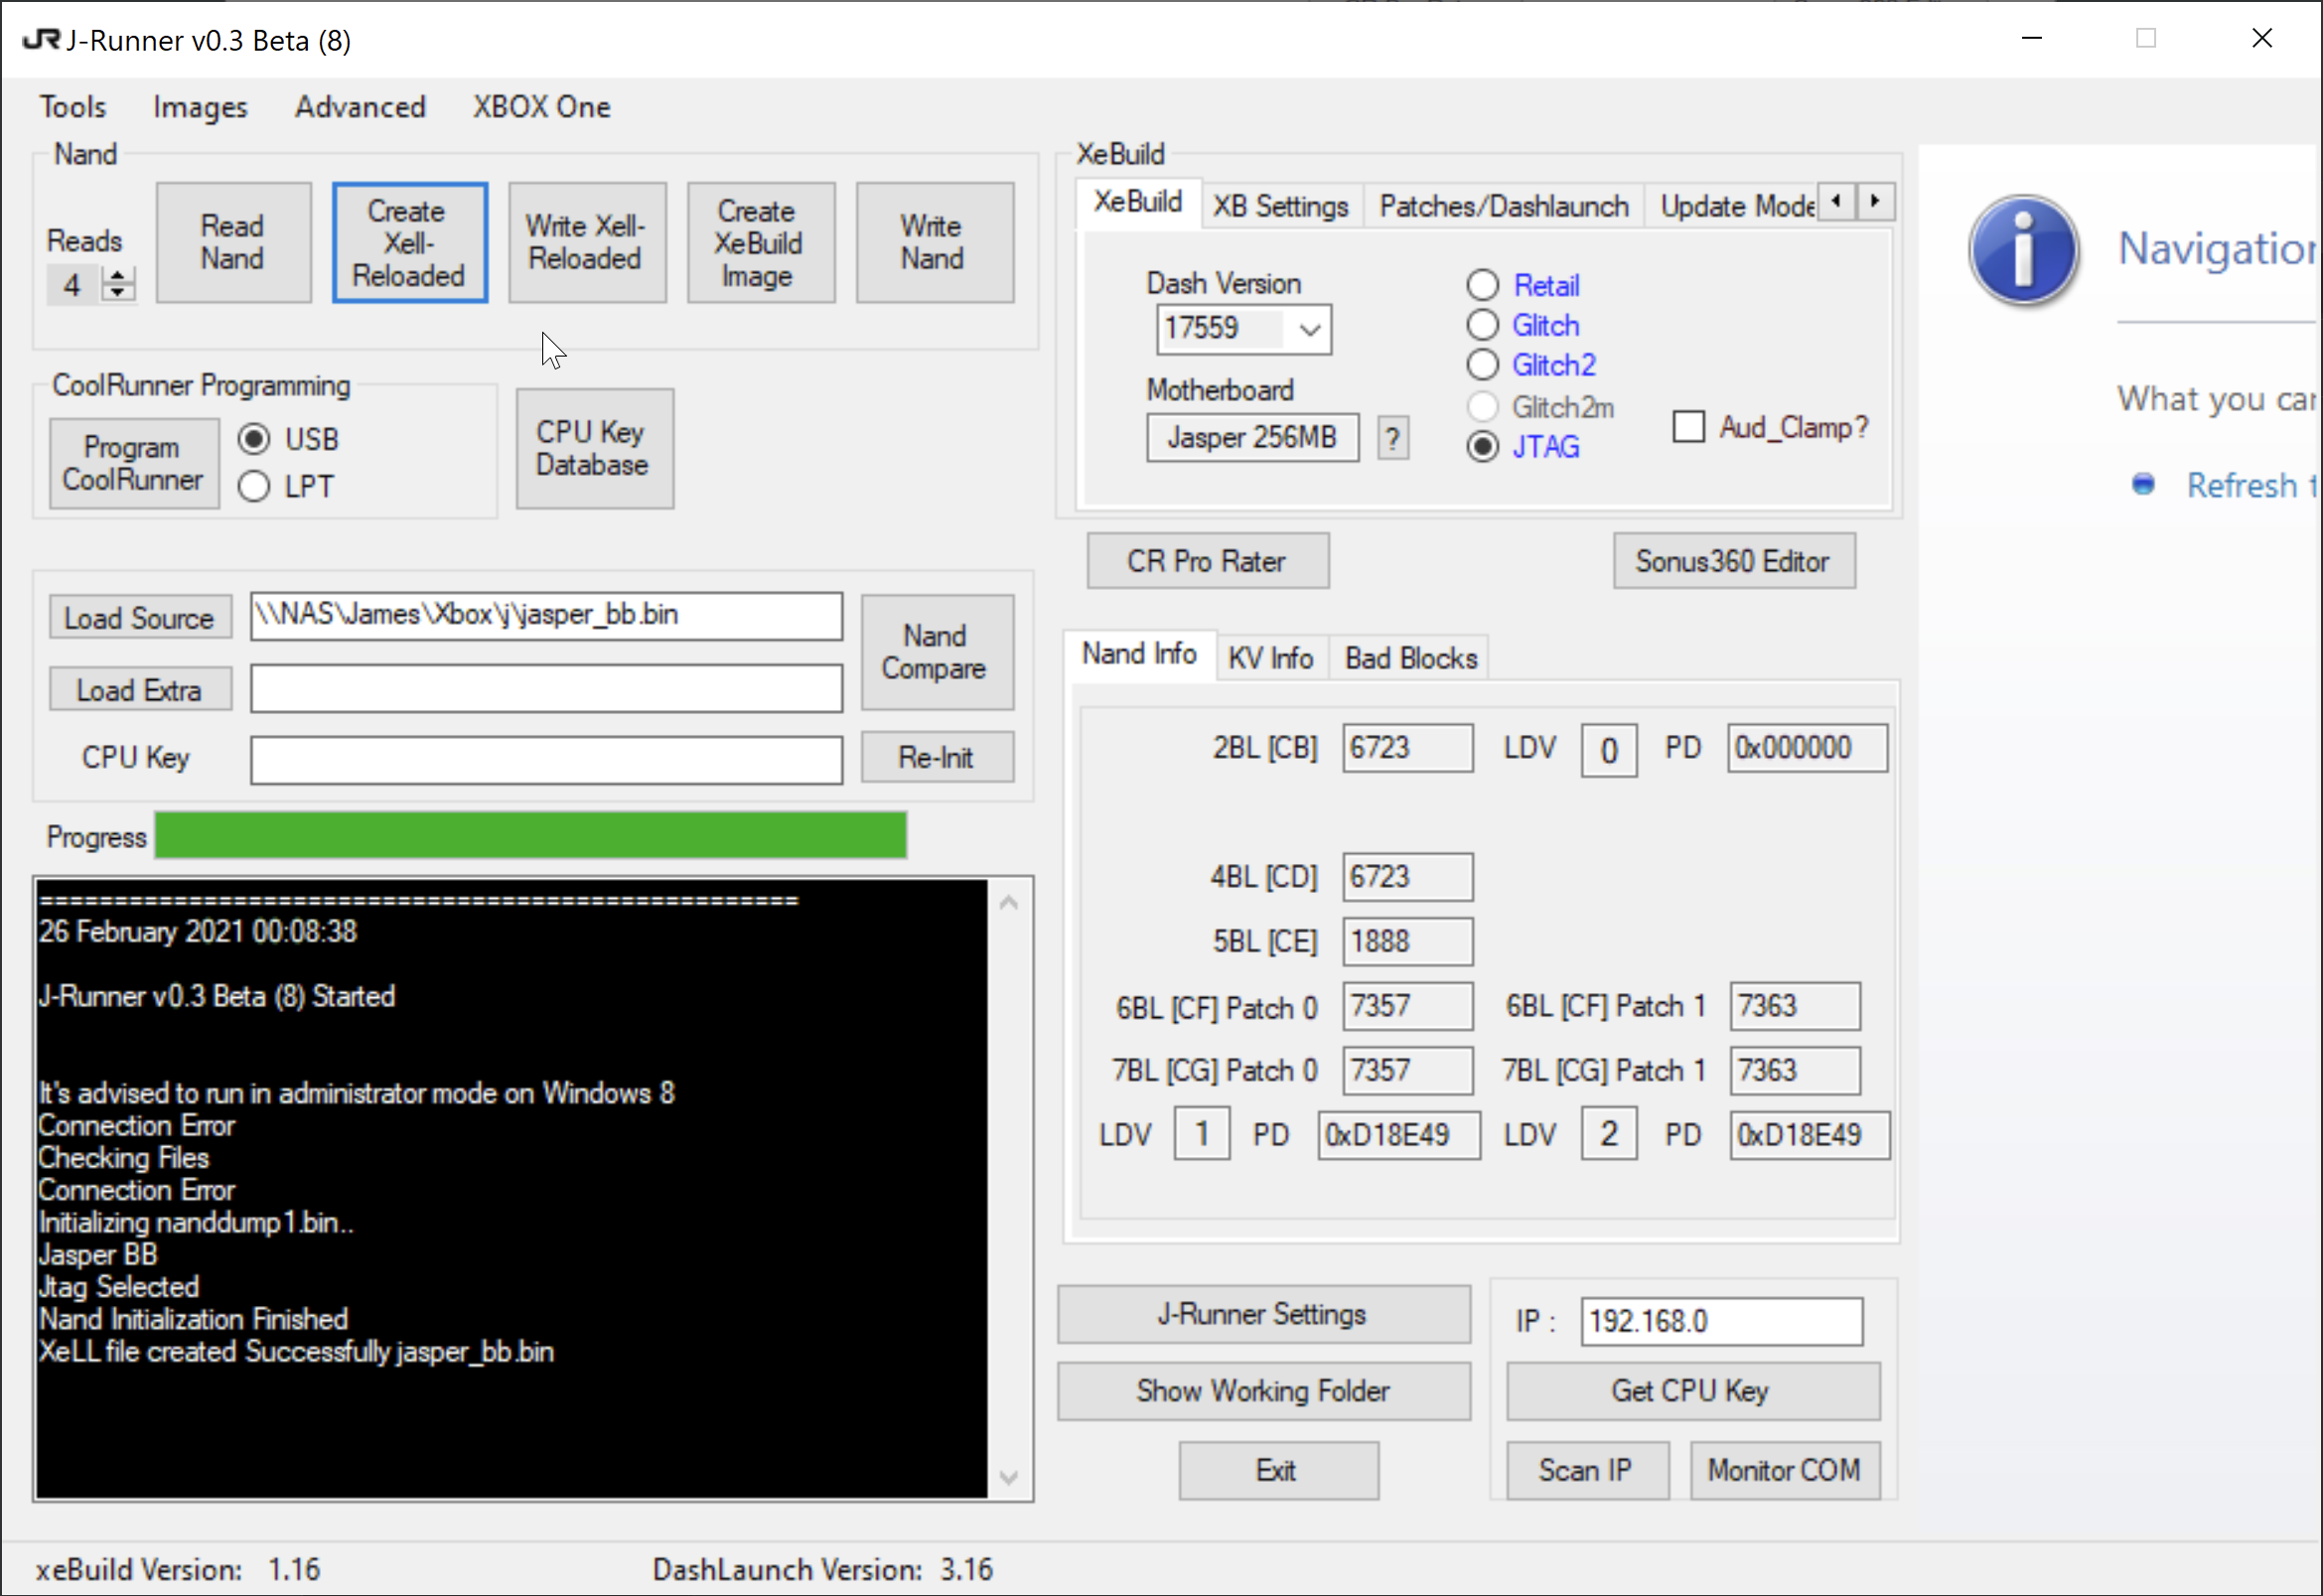 JR J-Runner v0.3 Beta (8)
Tools Images Advanced XBOX One
Nand
Reads
4
Read
Nand
Create
Xell-
Reloaded
Write Xell-
Reloaded
Create
XeBuild
Image
Write
Nand
CoolRunner Programming
Program
CoolRunner
USB
LPT
CPU Key
Database
Load Source \\NAS\James\Xbox\j\jasper_bb.bin
Load Extra
CPU Key
Nand
Compare
Re-Init
Progress
===================================================
26 February 2021 00:08:38
J-Runner v0.3 Beta (8) Started
It's advised to run in administrator mode on Windows 8
Connection Error
Checking Files
Connection Error
Initializing nanddump1.bin..
Jasper BB
Jtag Selected
Nand Initialization Finished
XeLL file created Successfully jasper_bb.bin
XeBuild
XeBuild XB Settings Patches/Dashlaunch Update Mode
Dash Version
17559
Motherboard
Jasper 256MB ?
Retail
Glitch
Glitch2
Glitch2m
JTAG
Aud_Clamp?
CR Pro Rater Sonus360 Editor
Nand Info KV Info Bad Blocks
2BL [CB] 6723 LDV 0 PD 0x000000
4BL [CD] 6723
5BL [CE] 1888
6BL [CF] Patch 0 7357 6BL [CF] Patch 1 7363
7BL [CG] Patch 0 7357 7BL [CG] Patch 1 7363
LDV 1 PD 0xD18E49 LDV 2 PD 0xD18E49
J-Runner Settings
Show Working Folder
Exit
IP : 192.168.0
Get CPU Key
Scan IP Monitor COM
Navigation
What you can
Refresh t
xeBuild Version: 1.16 DashLaunch Version: 3.16